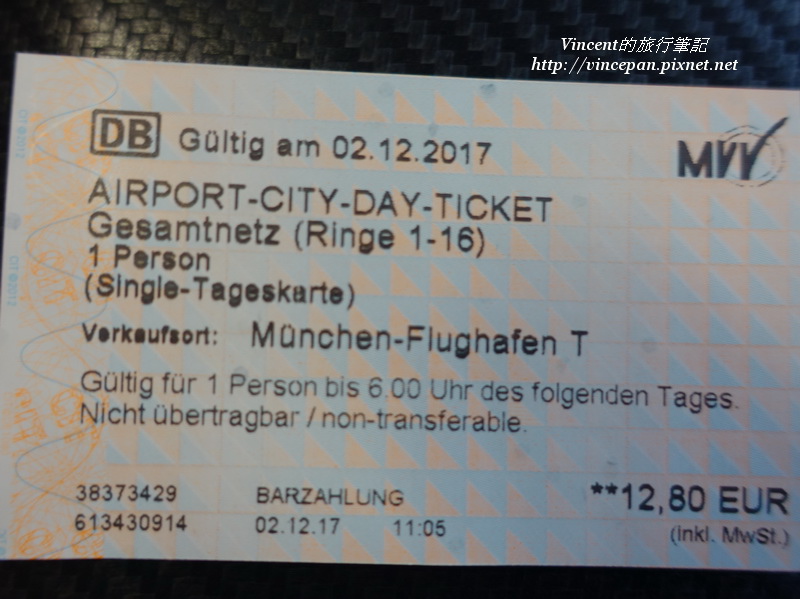 Vincent的旅行筆記
http://vincepan.pixnet.net
DB Gültig am 02.12.2017
MVV
AIRPORT-CITY-DAY-TICKET
Gesamtnetz (Ringe 1-16)
1 Person
(Single-Tageskarte)
Verkaufsort: München-Flughafen T
Gültig für 1 Person bis 6.00 Uhr des folgenden Tages.
Nicht übertragbar / non-transferable.
38373429 BARZAHLUNG **12,80 EUR
613430914 02.12.17 11:05 (inkl. MwSt.)